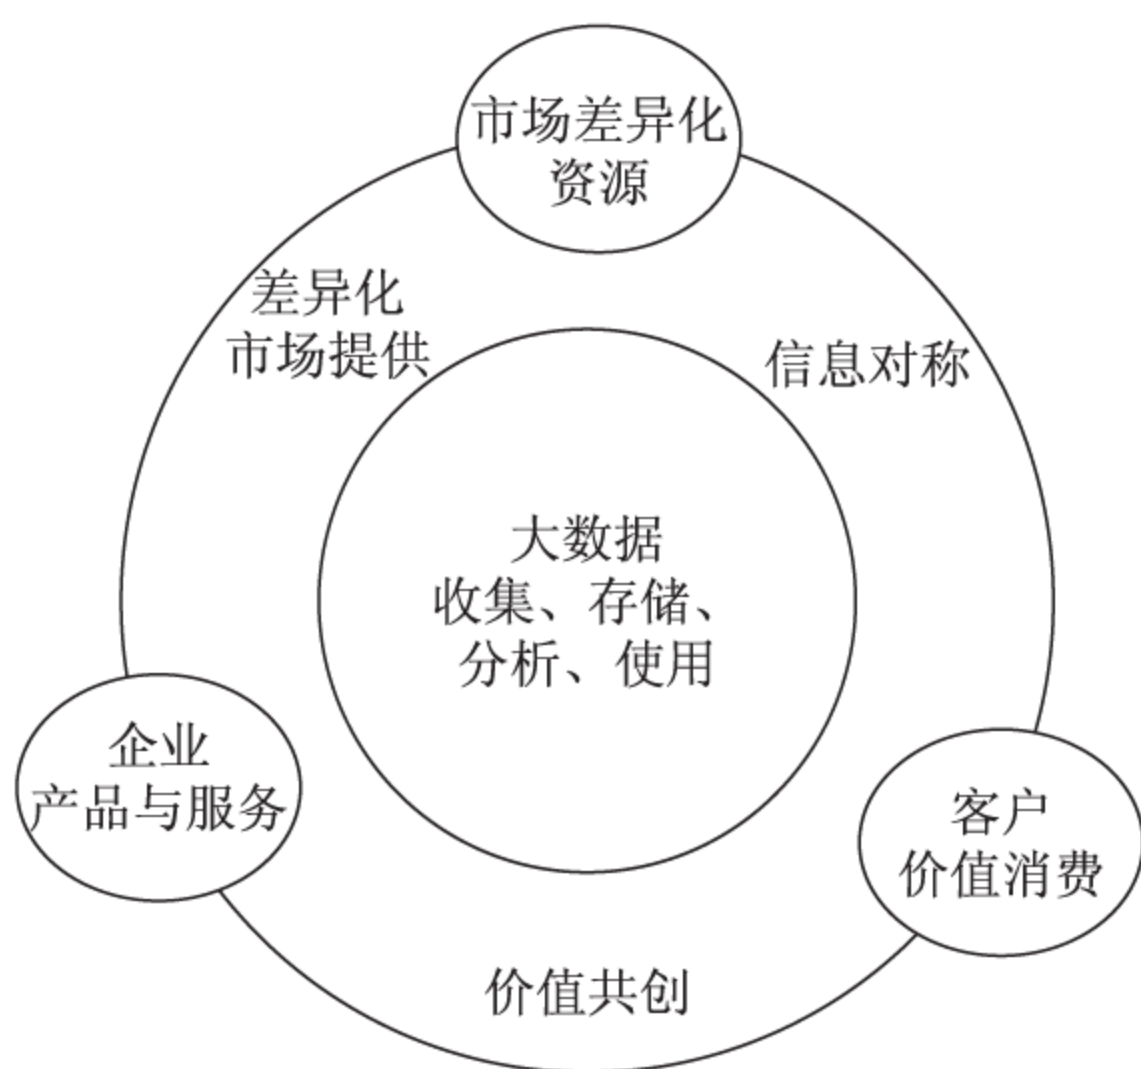 市场差异化
资源
差异化
市场提供
信息对称
大数据
收集、存储、
分析、使用
企业
产品与服务
客户
价值消费
价值共创